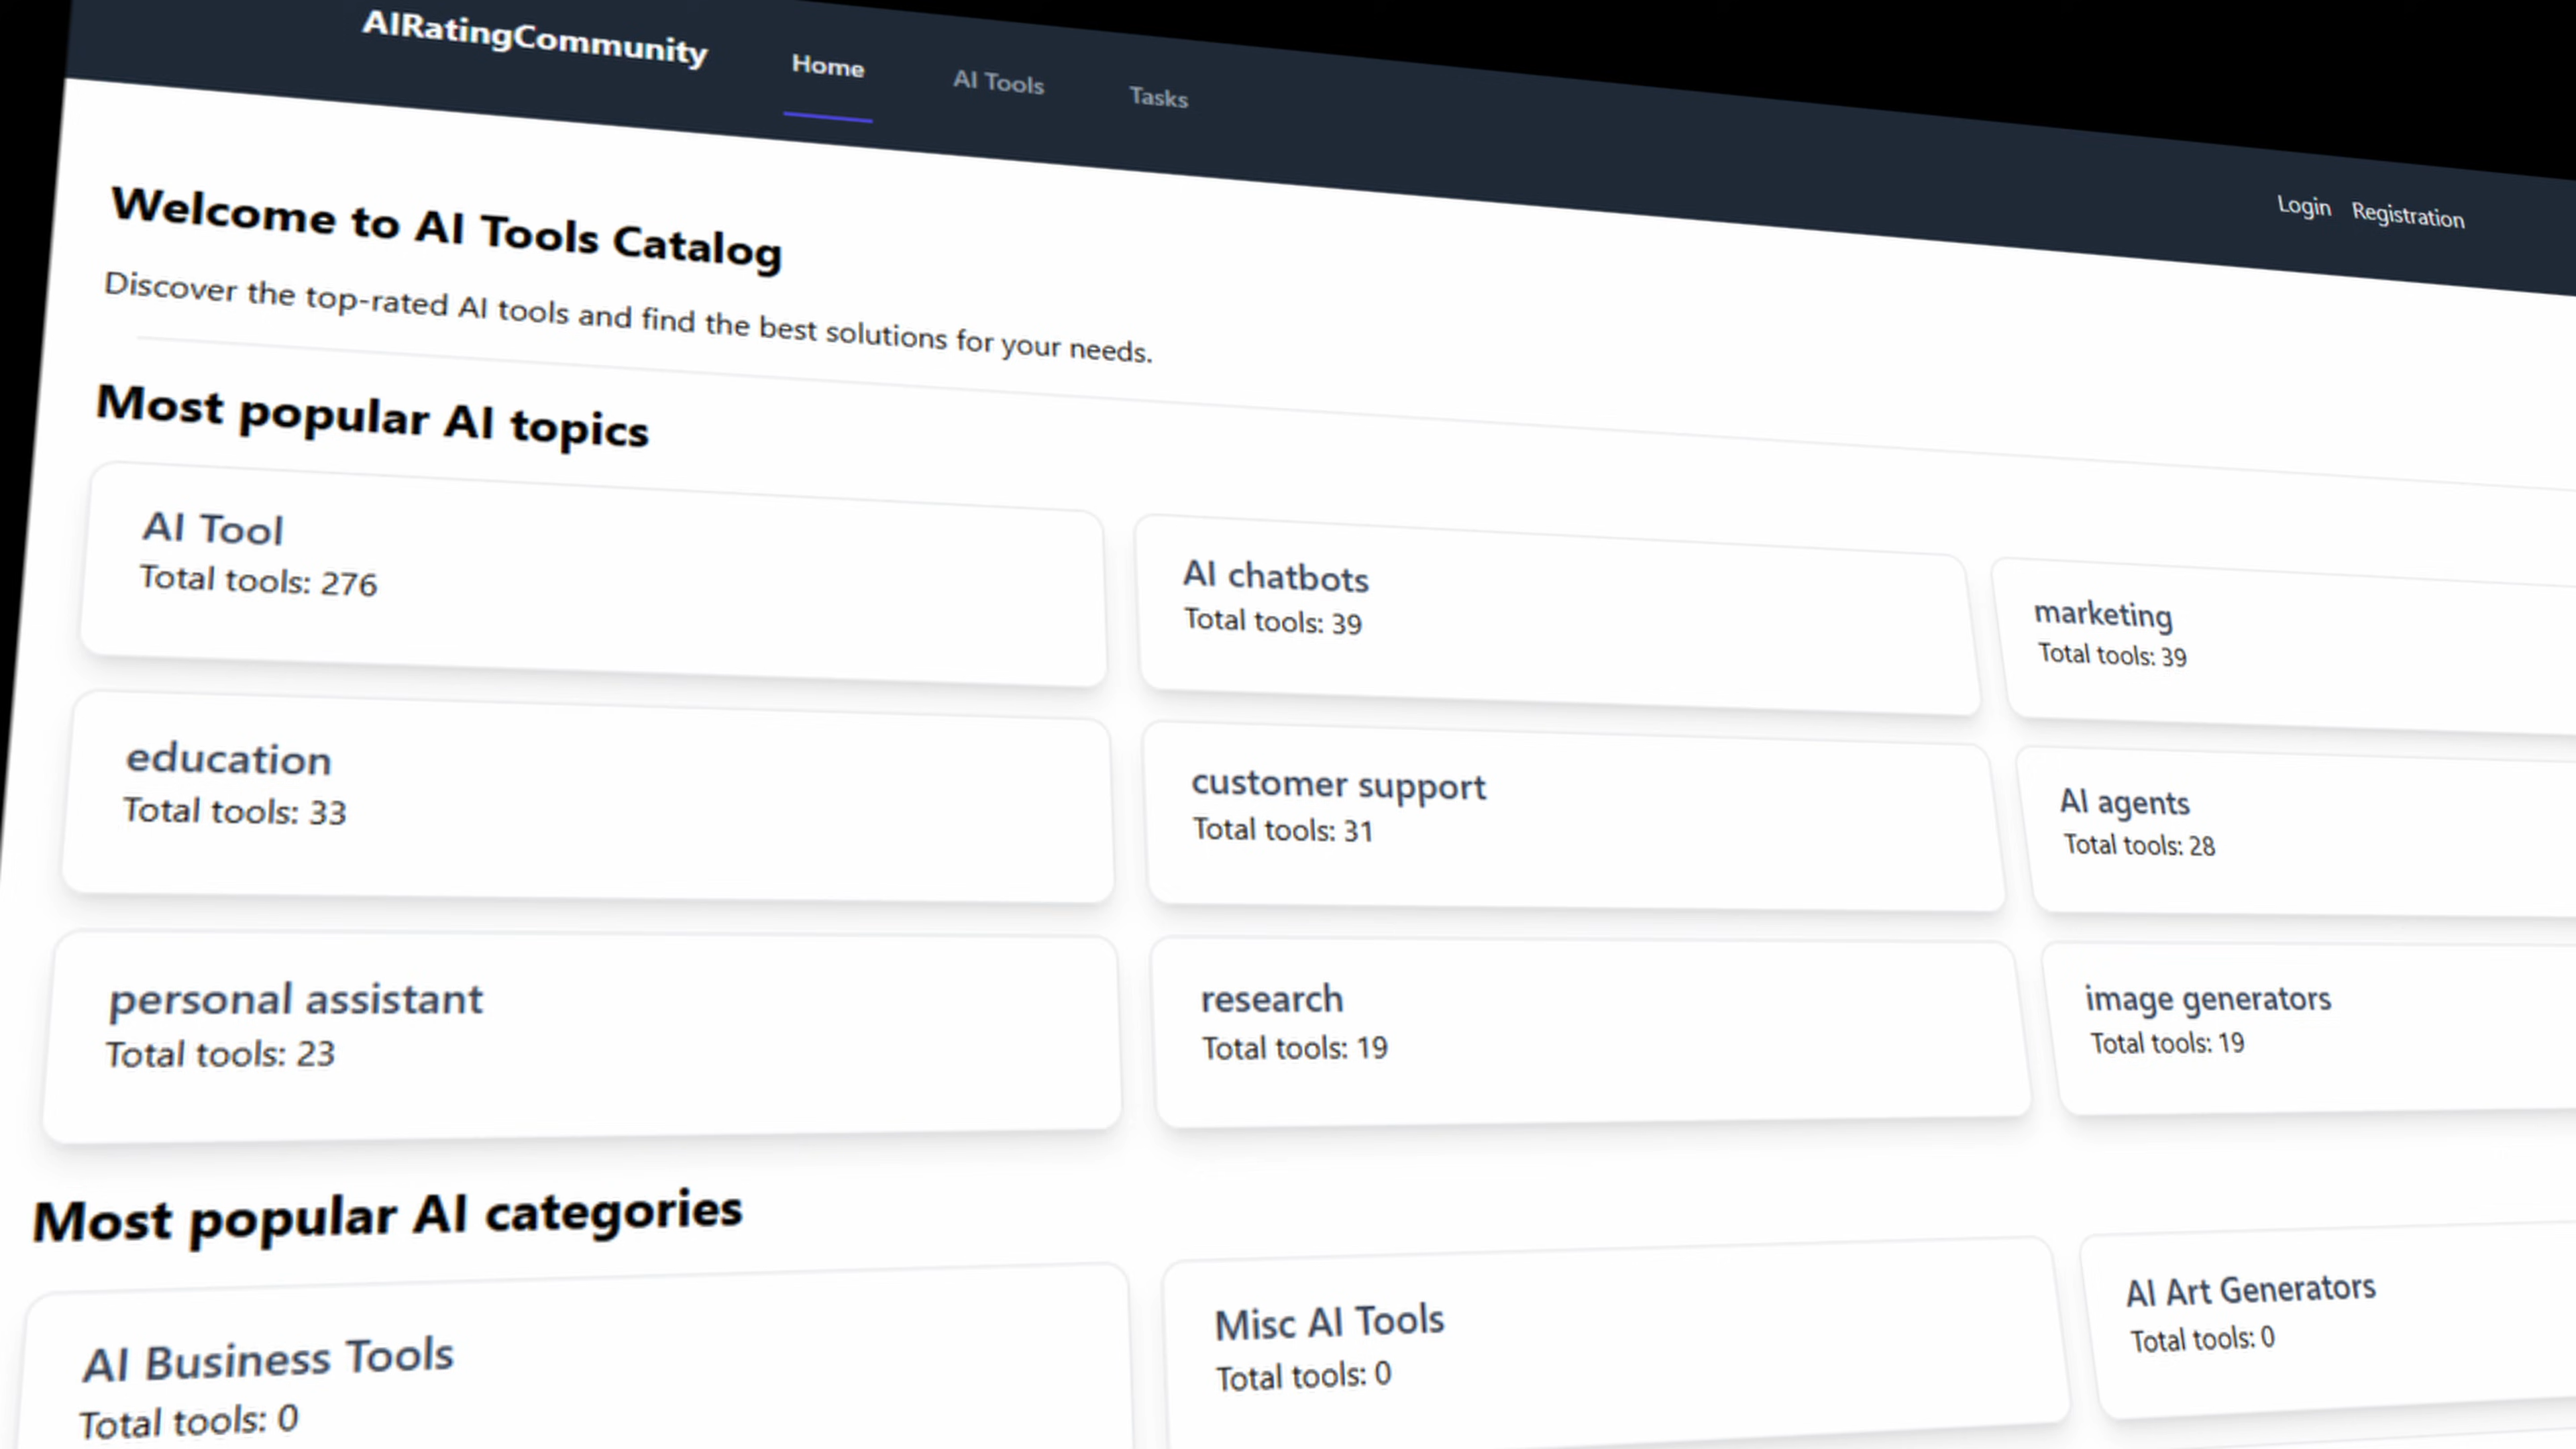 AIRatingCommunity
Home
AI Tools
Tasks
Login
Registration
Welcome to AI Tools Catalog
Discover the top-rated AI tools and find the best solutions for your needs.
Most popular AI topics
AI Tool
Total tools: 276
AI chatbots
Total tools: 39
marketing
Total tools: 39
education
Total tools: 33
customer support
Total tools: 31
AI agents
Total tools: 28
personal assistant
Total tools: 23
research
Total tools: 19
image generators
Total tools: 19
Most popular AI categories
AI Business Tools
Total tools: 0
Misc AI Tools
Total tools: 0
AI Art Generators
Total tools: 0